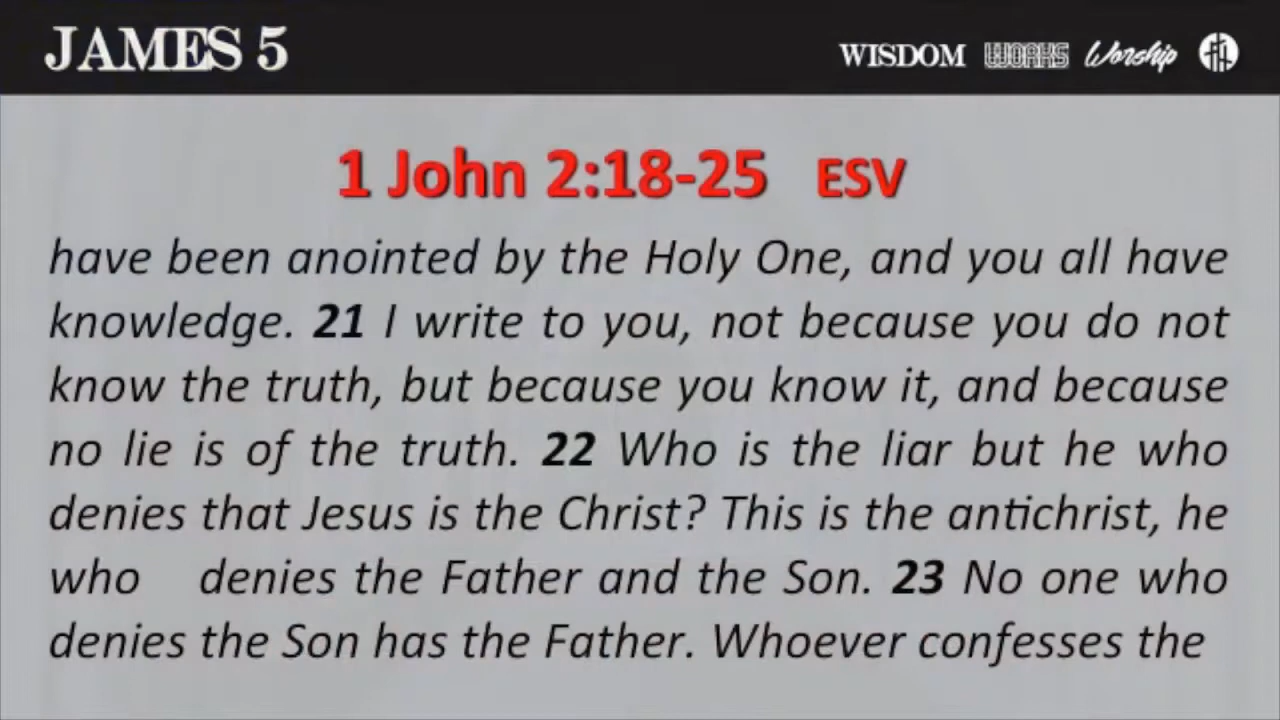 JAMES 5
WISDOM WORKS Worship
1 John 2:18-25 ESV
have been anointed by the Holy One, and you all have
knowledge. 21 I write to you, not because you do not
know the truth, but because you know it, and because
no lie is of the truth. 22 Who is the liar but he who
denies that Jesus is the Christ? This is the antichrist, he
who denies the Father and the Son. 23 No one who
denies the Son has the Father. Whoever confesses the